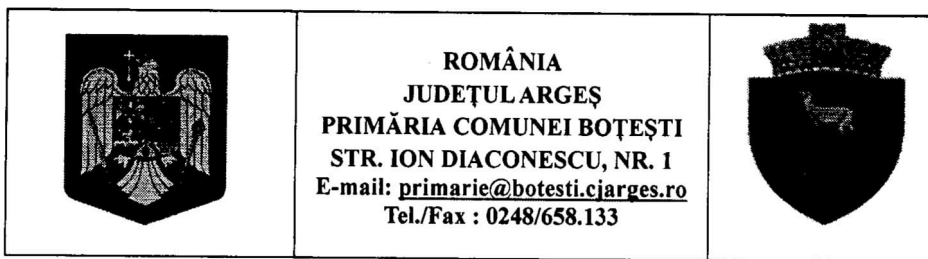 ROMÂNIA
JUDEȚUL ARGEȘ
PRIMĂRIA COMUNEI BOTEȘTI
STR. ION DIACONESCU, NR. 1
E-mail: primarie@botesti.cjarges.ro
Tel./Fax : 0248/658.133